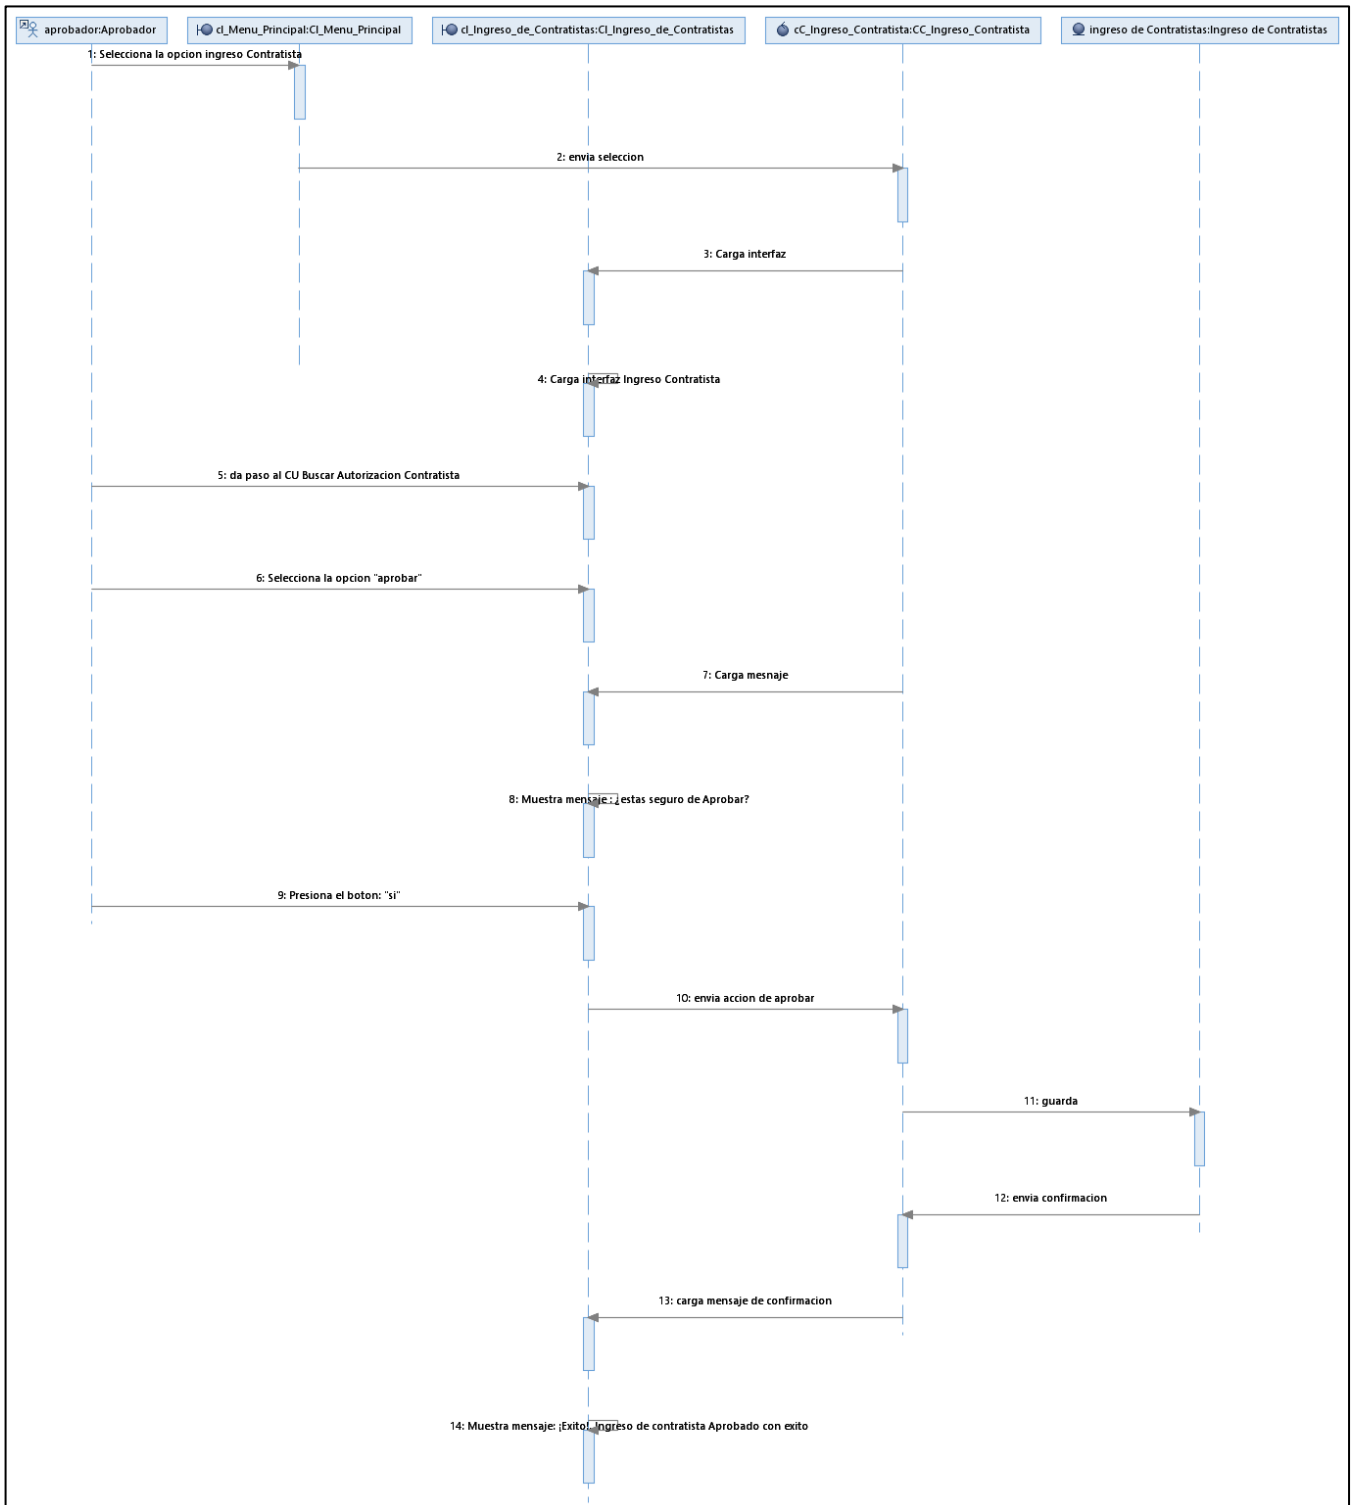 aprobador:Aprobador
cI_Menu_Principal:CI_Menu_Principal
cI_Ingreso_de_Contratistas:CI_Ingreso_de_Contratistas
cC_Ingreso_Contratista:CC_Ingreso_Contratista
ingreso de Contratistas:Ingreso de Contratistas
1: Selecciona la opcion ingreso Contratista
2: envia seleccion
3: Carga interfaz
4: Carga interfaz Ingreso Contratista
5: da paso al CU Buscar Autorizacion Contratista
6: Selecciona la opcion "aprobar"
7: Carga mesnaje
8: Muestra mensaje : ¿estas seguro de Aprobar?
9: Presiona el boton: "si"
10: envia accion de aprobar
11: guarda
12: envia confirmacion
13: carga mensaje de confirmacion
14: Muestra mensaje: ¡Exito!, Ingreso de contratista Aprobado con exito